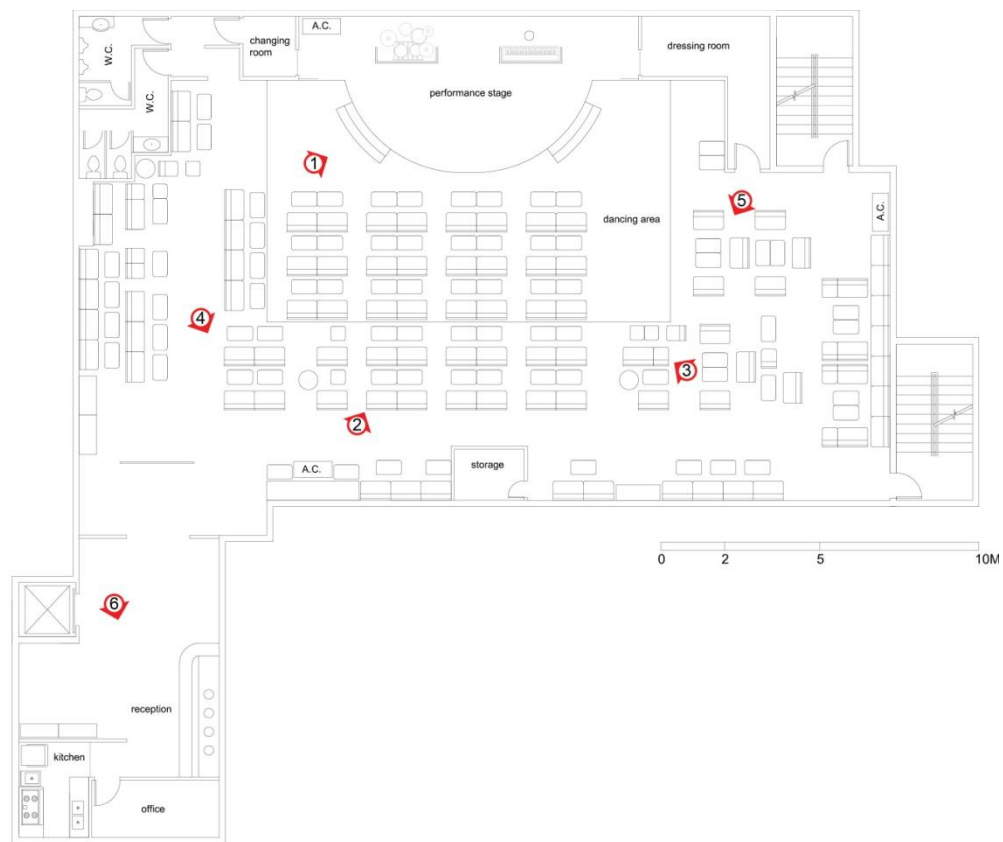 A.C.
changing
room
dressing room
W.C.
W.C.
performance stage
1
5
dancing area
A.C.
4
3
2
A.C.
storage
0 2 5 10M
6
reception
kitchen
office